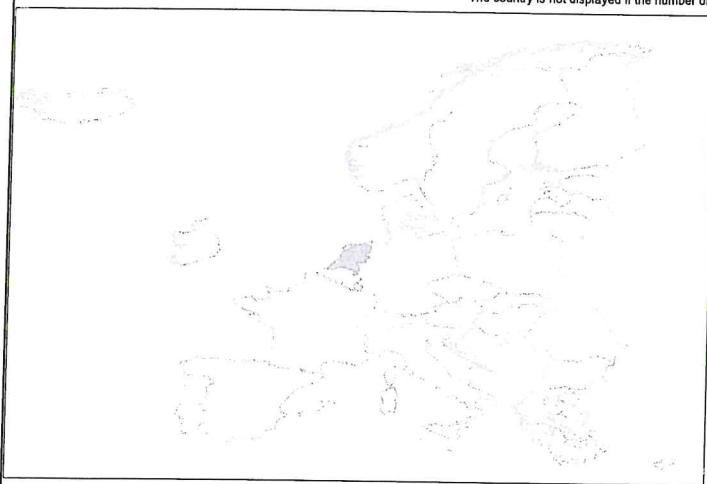 The country is not displayed if the number o